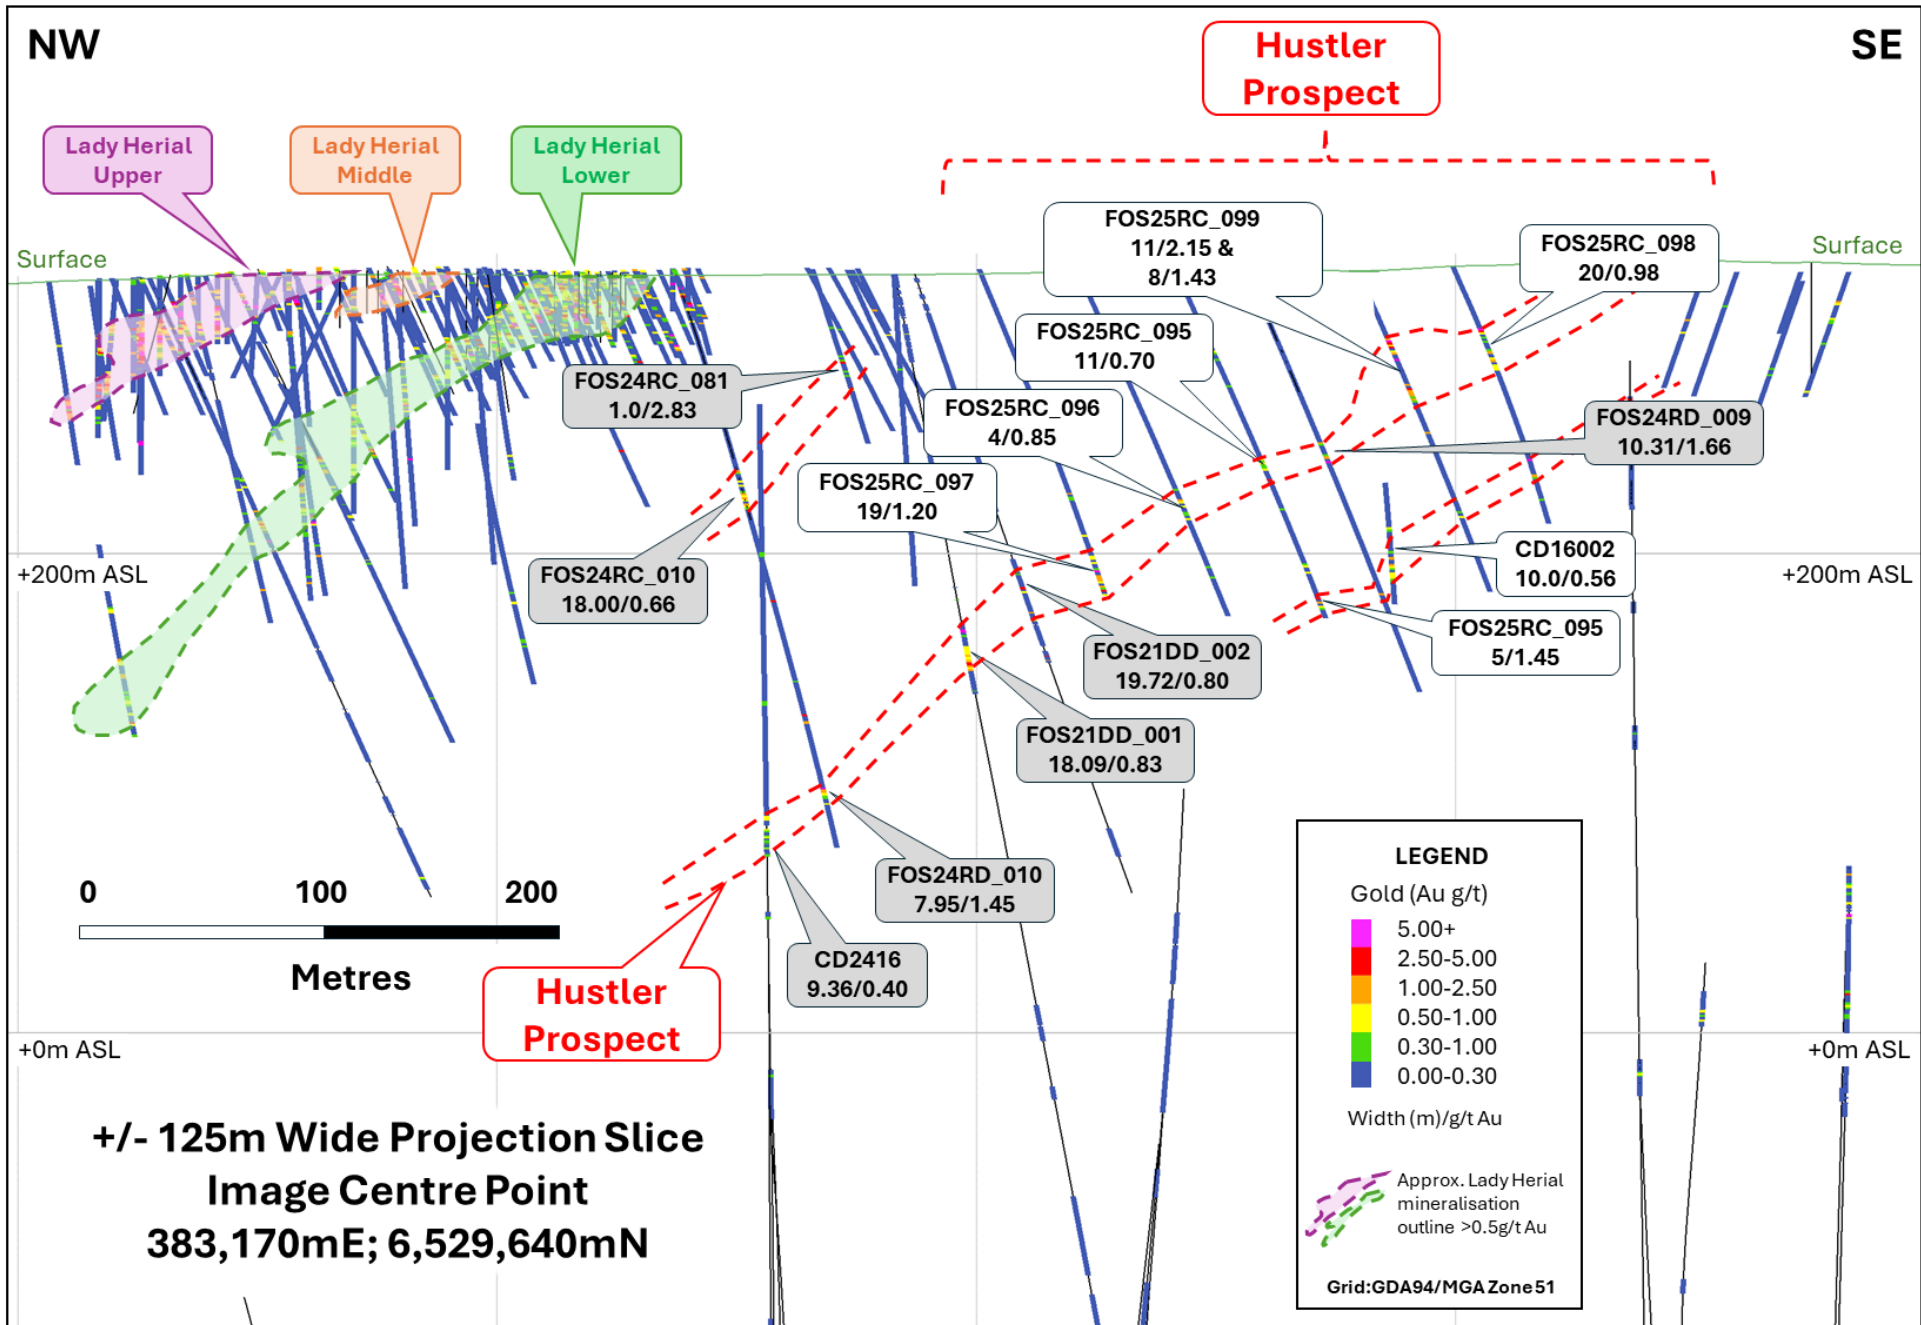 NW
SE
Hustler
Prospect
Lady Herial
Upper
Lady Herial
Middle
Lady Herial
Lower
Surface
Surface
FOS25RC_099
11/2.15 &
8/1.43
FOS25RC_098
20/0.98
FOS25RC_095
11/0.70
FOS24RC_081
1.0/2.83
FOS25RC_096
4/0.85
FOS24RD_009
10.31/1.66
FOS25RC_097
19/1.20
+200m ASL
FOS24RC_010
18.00/0.66
CD16002
10.0/0.56
+200m ASL
FOS25RC_095
5/1.45
FOS21DD_002
19.72/0.80
FOS21DD_001
18.09/0.83
FOS24RD_010
7.95/1.45
CD2416
9.36/0.40
0 100 200
Metres
Hustler
Prospect
+0m ASL
+0m ASL
+/- 125m Wide Projection Slice
Image Centre Point
383,170mE; 6,529,640mN
LEGEND
Gold (Au g/t)
5.00+
2.50-5.00
1.00-2.50
0.50-1.00
0.30-1.00
0.00-0.30
Width (m)/g/t Au
Approx. Lady Herial
mineralisation
outline >0.5g/t Au
Grid:GDA94/MGA Zone 51